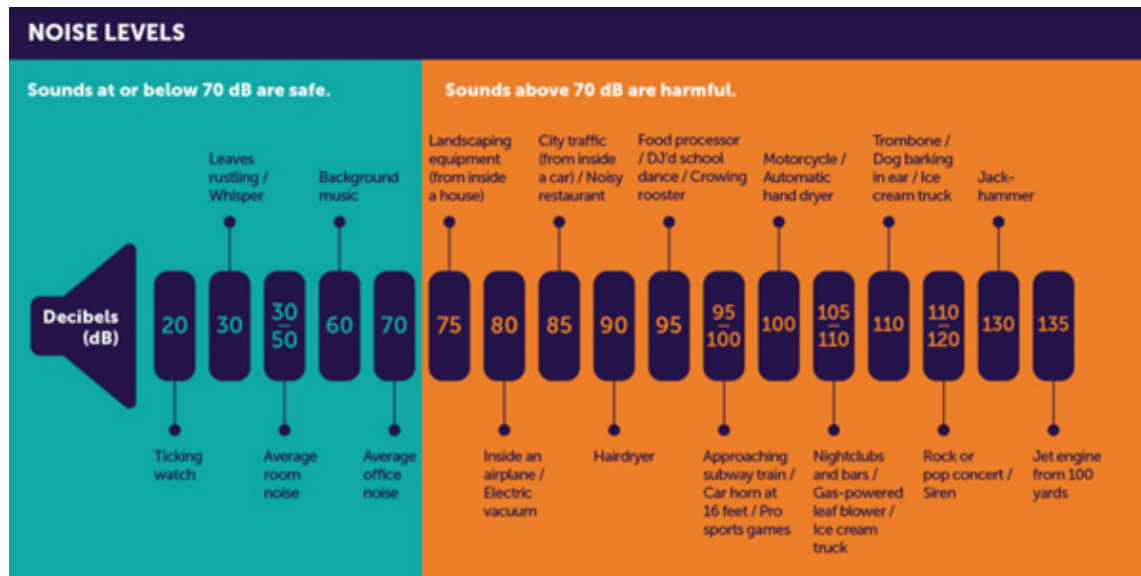 NOISE LEVELS
Sounds at or below 70 dB are safe.
Sounds above 70 dB are harmful.
Leaves
rustling /
Whisper
Background
music
Landscaping
equipment
(from inside
a house)
City traffic
(from inside
a car) / Noisy
restaurant
Food processor
/ DJ'd school
dance / Crowing
rooster
Motorcycle /
Automatic
hand dryer
Trombone /
Dog barking
in ear / Ice
cream truck
Jack-
hammer
Decibels
(dB)
20
30
30
50
60
70
75
80
85
90
95
95
100
100
105
110
110
110
120
130
135
Ticking
watch
Average
room
noise
Average
office
noise
Inside an
airplane /
Electric
vacuum
Hairdryer
Approaching
subway train /
Car horn at
16 feet / Pro
sports games
Nightclubs
and bars /
Gas-powered
leaf blower /
Ice cream
truck
Rock or
pop concert /
Siren
Jet engine
from 100
yards